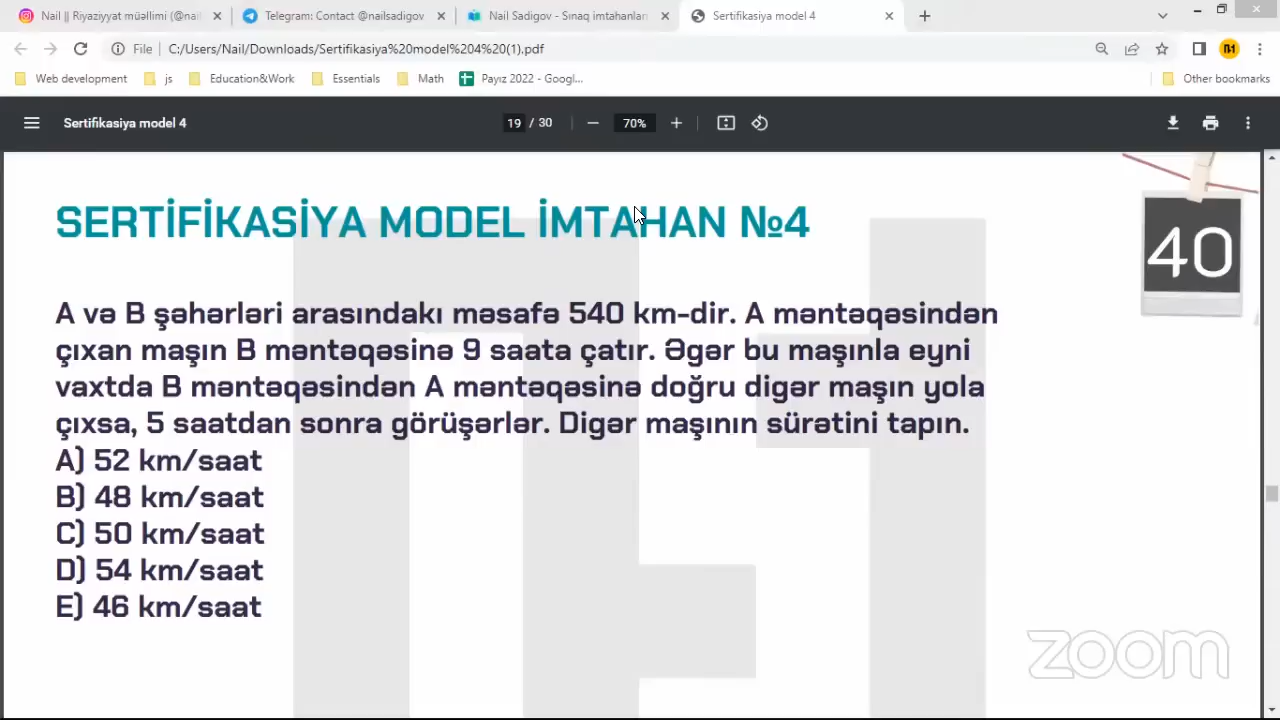 Nail || Riyaziyyat müəllimi (@nail
Telegram: Contact @nailsadigov
Nail Sadigov - Sınaq imtahanları
Sertifikasiya model 4
File
C:/Users/Nail/Downloads/Sertifikasiya%20model%204%20(1).pdf
Web development
js
Education&Work
Essentials
Math
Payız 2022 - Googl...
Other bookmarks
Sertifikasiya model 4
19 / 30
70%
SERTİFİKASİYA MODEL İMTAHAN №4
40
A və B şəhərləri arasındakı məsafə 540 km-dir. A məntəqəsindən
çıxan maşın B məntəqəsinə 9 saata çatır. Əgər bu maşınla eyni
vaxtda B məntəqəsindən A məntəqəsinə doğru digər maşın yola
çıxsa, 5 saatdan sonra görüşərlər. Digər maşının sürətini tapın.
A) 52 km/saat
B) 48 km/saat
C) 50 km/saat
D) 54 km/saat
E) 46 km/saat
zoom